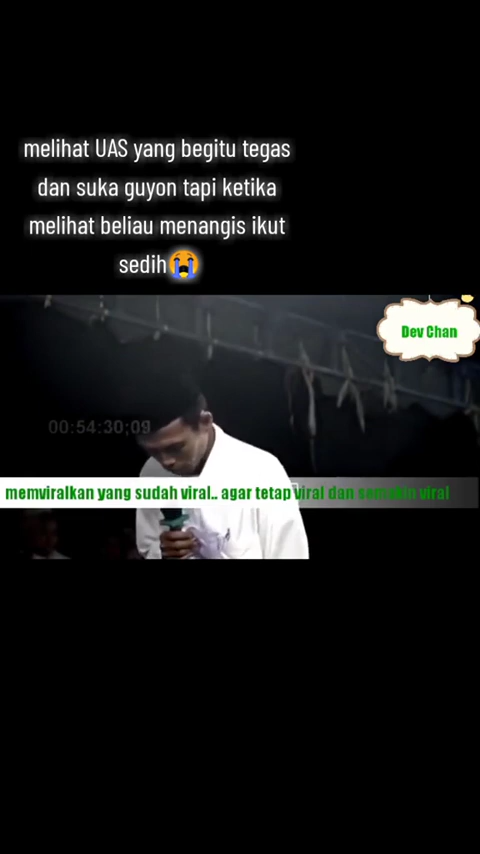 melihat UAS yang begitu tegas
dan suka guyon tapi ketika
melihat beliau menangis ikut
sedih😭
Dev Chan
00:54:30;09
memviralkan yang sudah viral.. agar tetap viral dan semakin viral